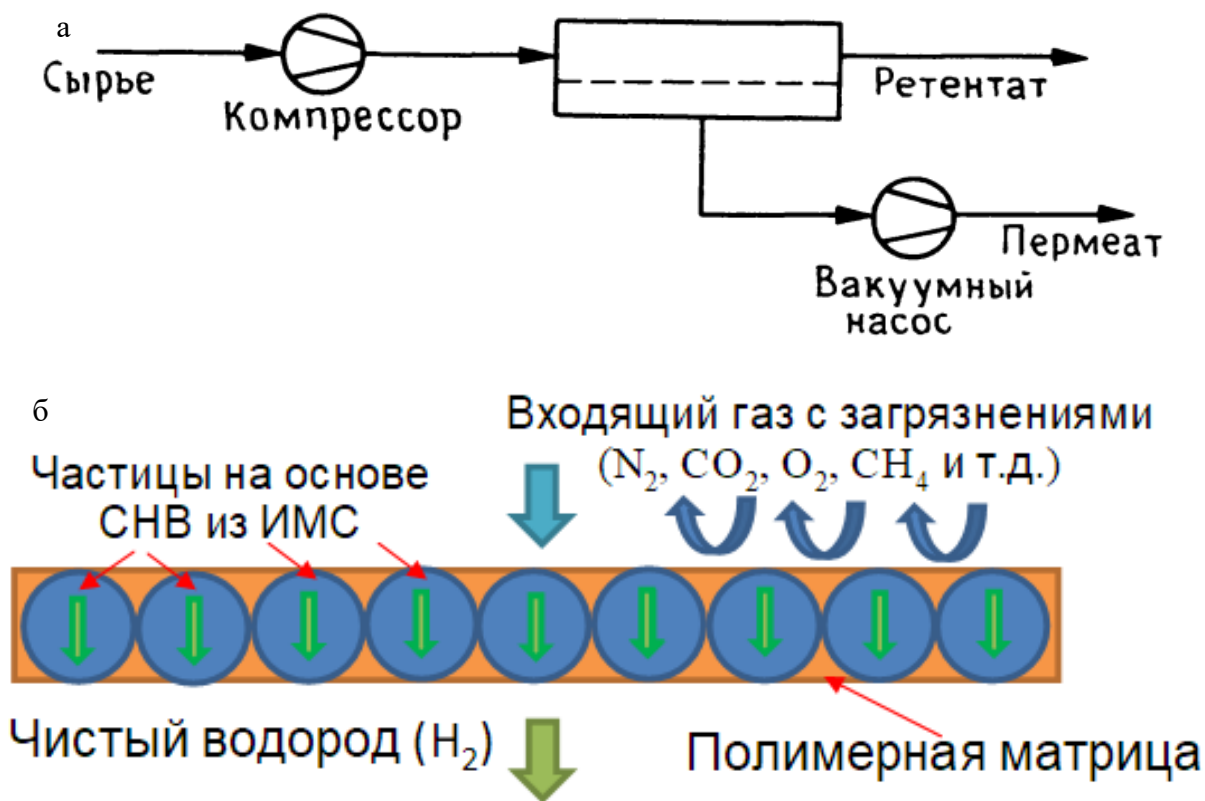 а
Сырье
Компрессор
Ретентат
Вакуумный
насос
Пермеат
б
Входящий газ с загрязнениями
(N₂, CO₂, O₂, CH₄ и т.д.)
Частицы на основе
СНВ из ИМС
Чистый водород (H₂)
Полимерная матрица